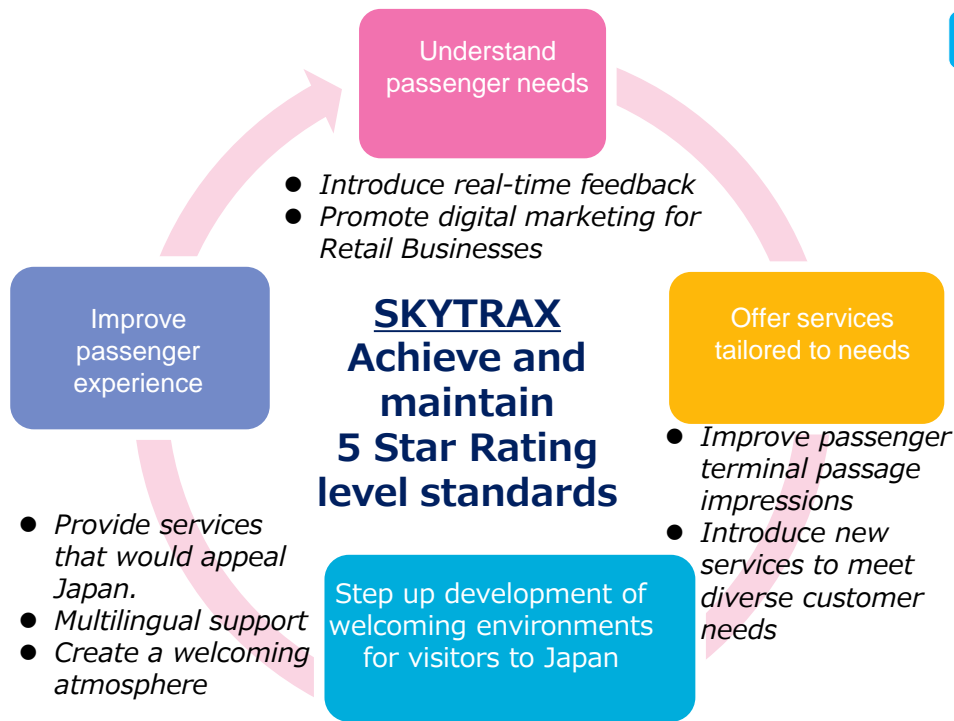 Understand
passenger needs
● Introduce real-time feedback
● Promote digital marketing for
Retail Businesses
Improve
passenger
experience
SKYTRAX
Achieve and
maintain
5 Star Rating
level standards
Offer services
tailored to needs
● Improve passenger
terminal passage
impressions
● Introduce new
services to meet
diverse customer
needs
● Provide services
that would appeal
Japan.
● Multilingual support
● Create a welcoming
atmosphere
Step up development of
welcoming environments
for visitors to Japan